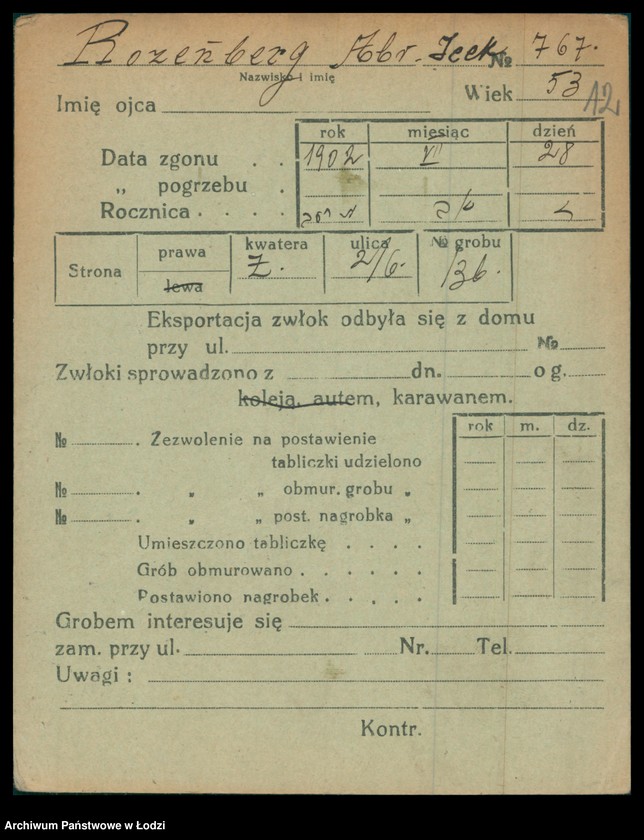 Rozenberg Abr. Icek № 767.
Nazwisko i imię
Imię ojca Wiek 53 A2
rok miesiąc dzień
Data zgonu . . 1902 28
„ pogrzebu .
Rocznica . . . .
Strona prawa lewa kwatera Z. ulica 2/6. № grobu 136.
Eksportacja zwłok odbyła się z domu
przy ul. №
Zwłoki sprowadzono z dn. o g.
koleją, autem, karawanem.
rok m. dz.
№ . Zezwolenie na postawienie
tabliczki udzielono
№ . „ „ obmur. grobu „
№ . „ „ post. nagrobka „
Umieszczono tabliczkę . . . .
Grób obmurowano . . . . . .
Postawiono nagrobek . . . . .
Grobem interesuje się
zam. przy ul. Nr. Tel.
Uwagi :
Kontr.
Archiwum Państwowe w Łodzi